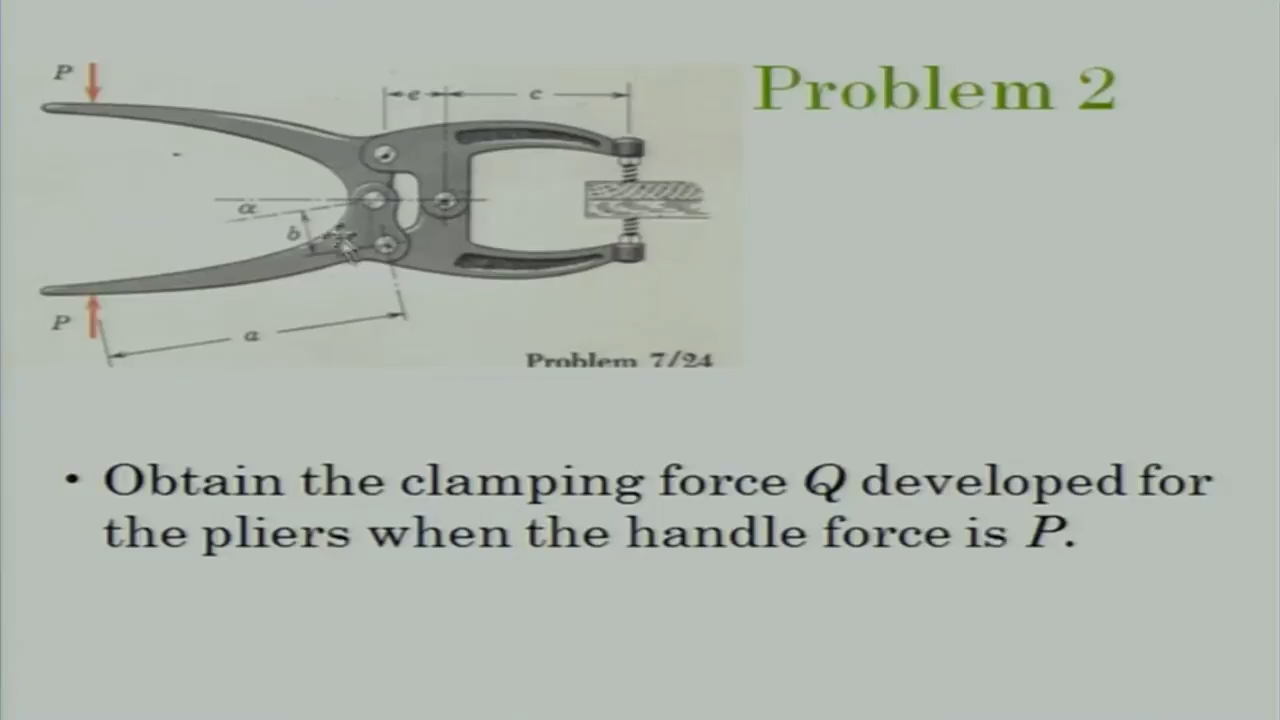 Problem 2
P
e
c
α
b
P
a
Problem 7/24
• Obtain the clamping force Q developed for
the pliers when the handle force is P.